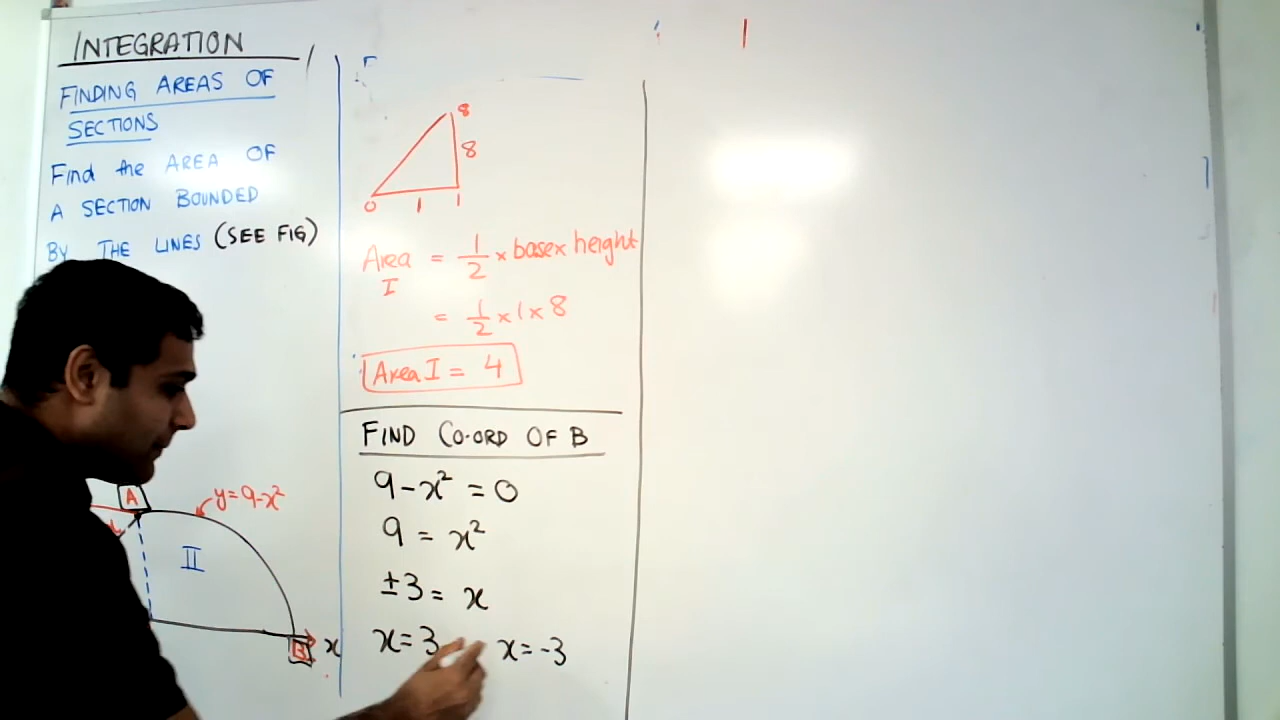 INTEGRATION
FINDING AREAS OF
SECTIONS
Find the AREA OF
A SECTION BOUNDED
BY THE LINES (SEE FIG)
A
y=9-x²
II
B
x
8
8
0 1 1
Area I = 1/2 × base × height
= 1/2 × 1 × 8
Area I = 4
FIND CO-ORD OF B
9-x² = 0
9 = x²
±3 = x
x=3 x=-3